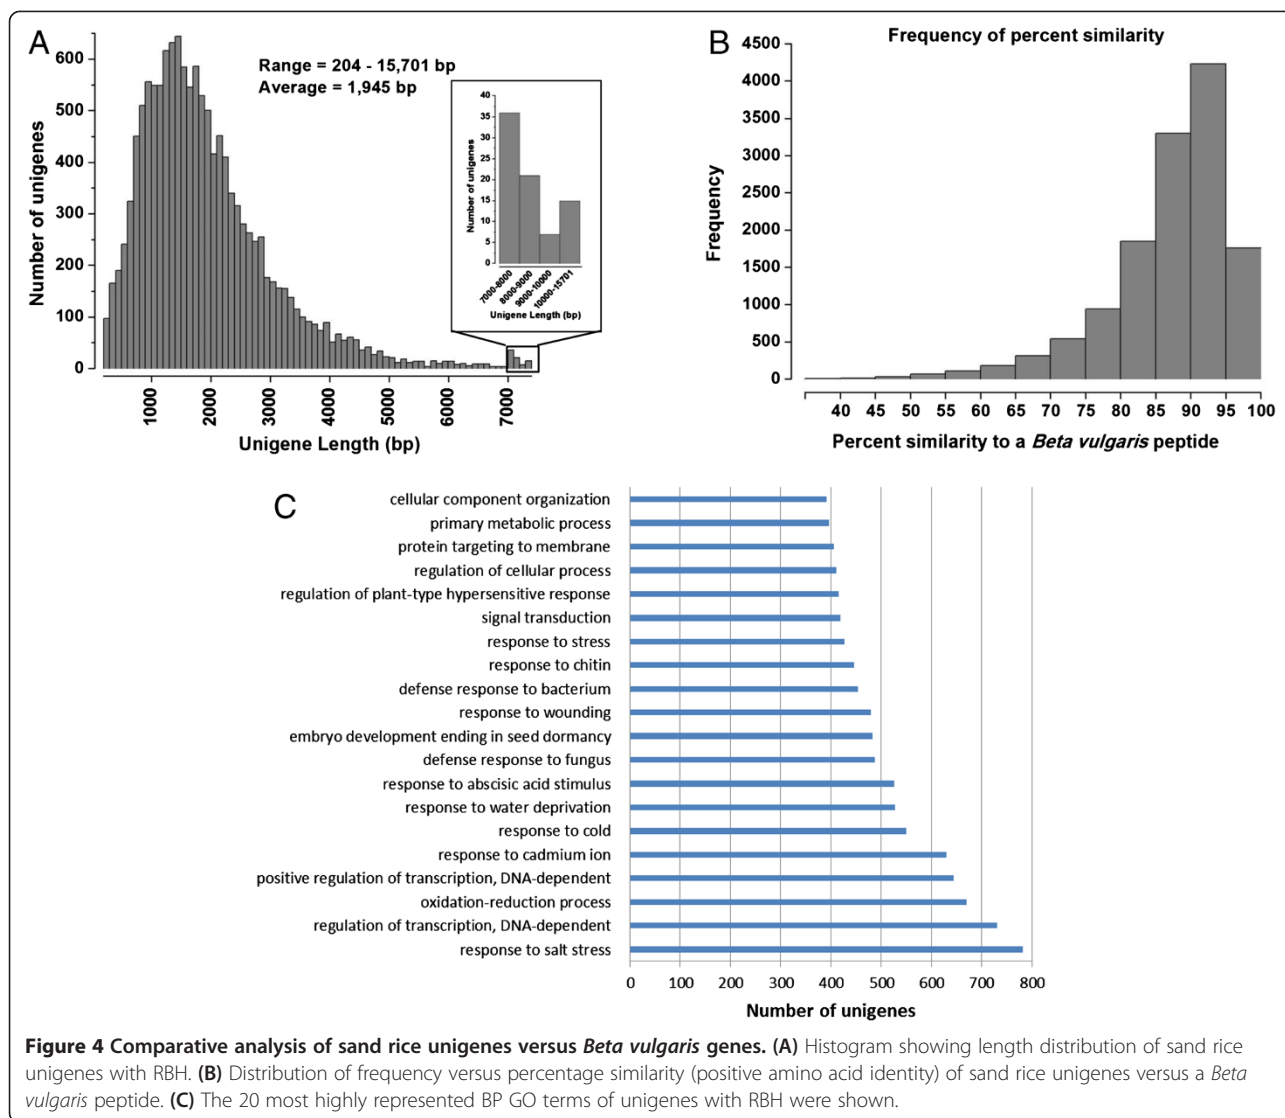 A
Range = 204 - 15,701 bp
Average = 1,945 bp
Number of unigenes
600
500
400
300
200
100
0
1000
2000
3000
4000
5000
6000
7000
Unigene Length (bp)
Number of unigenes
40
35
30
25
20
15
10
5
0
7000-8000
8000-9000
9000-10000
10000-15701
Unigene Length (bp)
B
Frequency of percent similarity
Frequency
4500
4000
3500
3000
2500
2000
1500
1000
500
0
40 45 50 55 60 65 70 75 80 85 90 95 100
Percent similarity to a Beta vulgaris peptide
C
cellular component organization
primary metabolic process
protein targeting to membrane
regulation of cellular process
regulation of plant-type hypersensitive response
signal transduction
response to stress
response to chitin
defense response to bacterium
response to wounding
embryo development ending in seed dormancy
defense response to fungus
response to abscisic acid stimulus
response to water deprivation
response to cold
response to cadmium ion
positive regulation of transcription, DNA-dependent
oxidation-reduction process
regulation of transcription, DNA-dependent
response to salt stress
0 100 200 300 400 500 600 700 800
Number of unigenes
Figure 4 Comparative analysis of sand rice unigenes versus Beta vulgaris genes. (A) Histogram showing length distribution of sand rice
unigenes with RBH. (B) Distribution of frequency versus percentage similarity (positive amino acid identity) of sand rice unigenes versus a Beta
vulgaris peptide. (C) The 20 most highly represented BP GO terms of unigenes with RBH were shown.